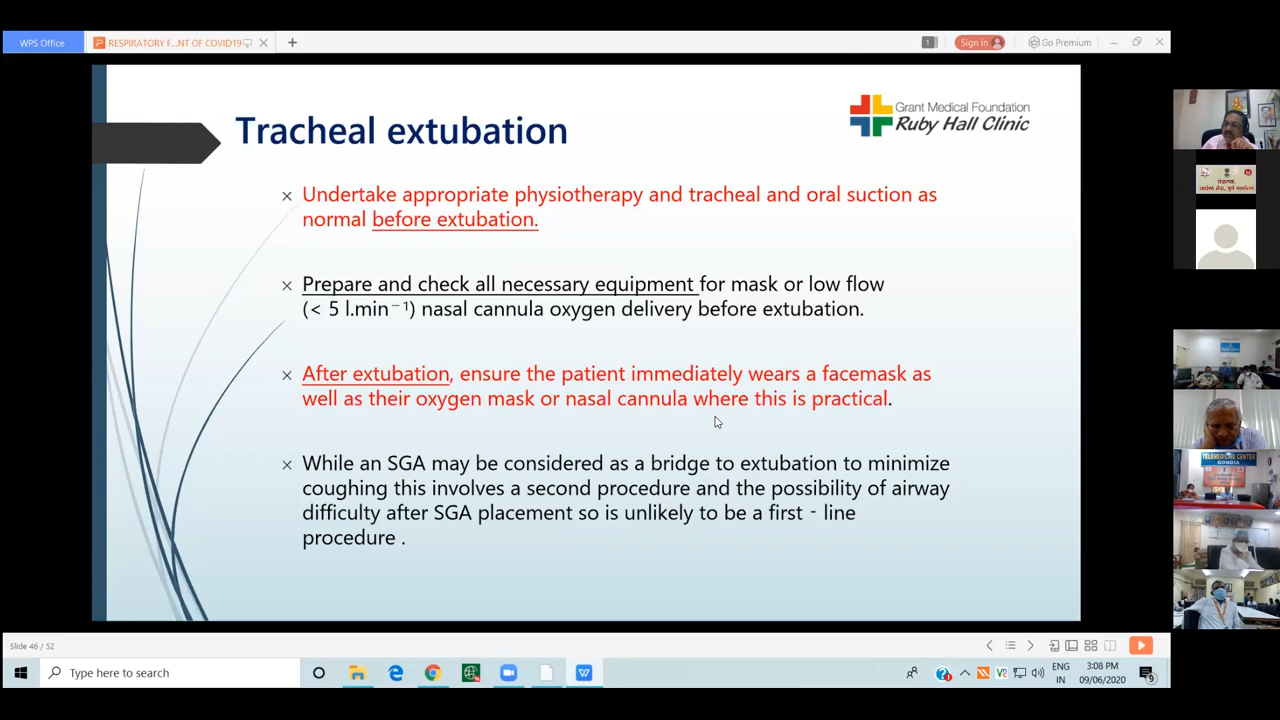 WPS Office
RESPIRATORY F...NT OF COVID19
1
Sign in
Go Premium
Tracheal extubation
Grant Medical Foundation
Ruby Hall Clinic
× Undertake appropriate physiotherapy and tracheal and oral suction as
normal before extubation.
× Prepare and check all necessary equipment for mask or low flow
(< 5 l.min⁻¹) nasal cannula oxygen delivery before extubation.
× After extubation, ensure the patient immediately wears a facemask as
well as their oxygen mask or nasal cannula where this is practical.
× While an SGA may be considered as a bridge to extubation to minimize
coughing this involves a second procedure and the possibility of airway
difficulty after SGA placement so is unlikely to be a first - line
procedure .
TELEMEDICINE CENTER
GONDIA
Slide 46 / 52
Type here to search
ENG
IN
3:08 PM
09/06/2020
9